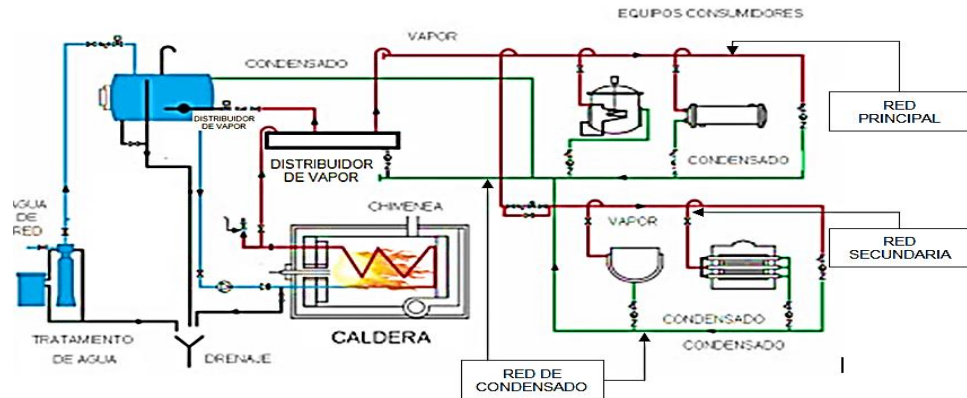 EQUIPOS CONSUMIDORES
VAPOR
CONDENSADO
DISTRIBUIDOR
DE VAPOR
RED
PRINCIPAL
DISTRIBUIDOR
DE VAPOR
CONDENSADO
AGUA
DE
RED
CHIMENEA
VAPOR
RED
SECUNDARIA
CALDERA
CONDENSADO
CONDENSADO
TRATAMIENTO
DE AGUA
DRENAJE
RED DE
CONDENSADO